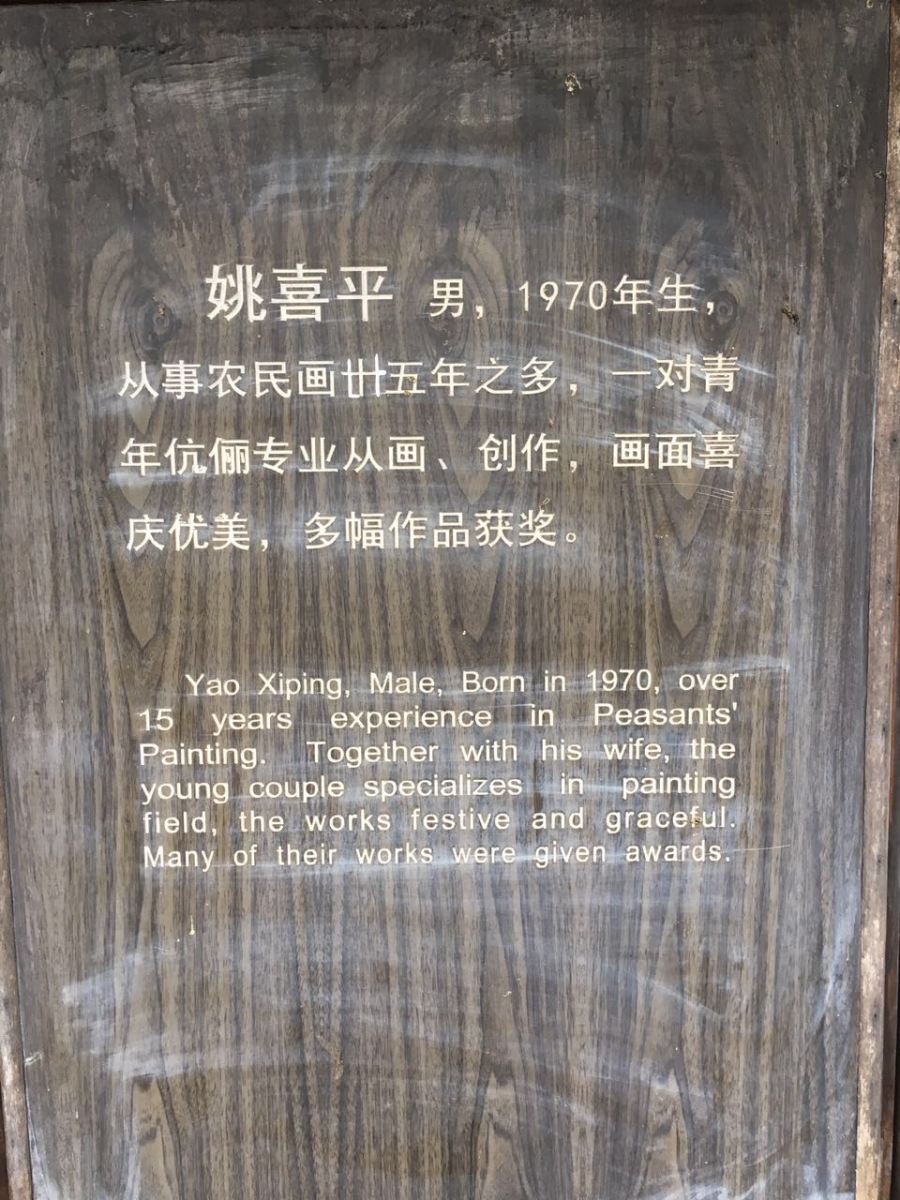 姚喜平 男，1970年生，
从事农民画廿五年之多，一对青
年伉俪专业从画、创作，画面喜
庆优美，多幅作品获奖。
Yao Xiping, Male, Born in 1970, over
15 years experience in Peasants'
Painting. Together with his wife, the
young couple specializes in painting
field, the works festive and graceful.
Many of their works were given awards.